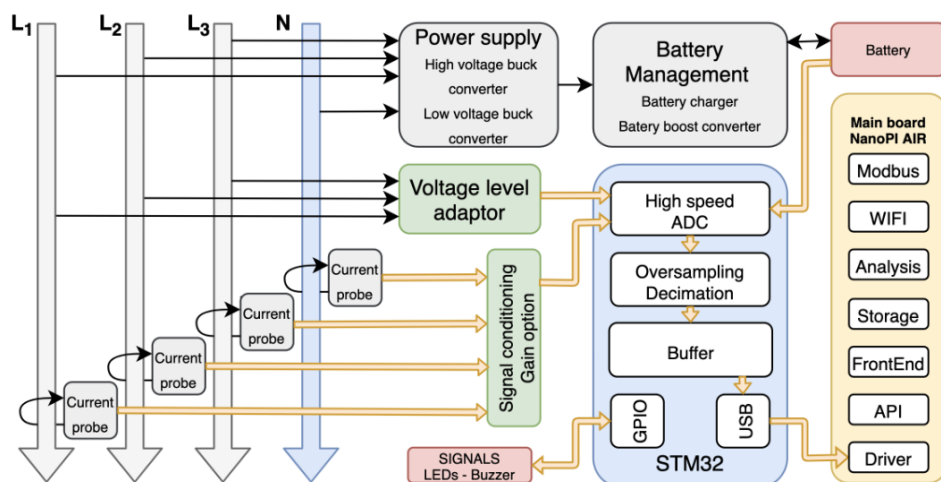 L1 L2 L3 N
Power supply
High voltage buck
converter
Low voltage buck
converter
Battery
Management
Battery charger
Batery boost converter
Battery
Main board
NanoPI AIR
Modbus
WIFI
Analysis
Storage
FrontEnd
API
Driver
Voltage level
adaptor
High speed
ADC
Oversampling
Decimation
Buffer
GPIO
USB
STM32
Current
probe
Current
probe
Current
probe
Current
probe
Signal conditioning
Gain option
SIGNALS
LEDs - Buzzer